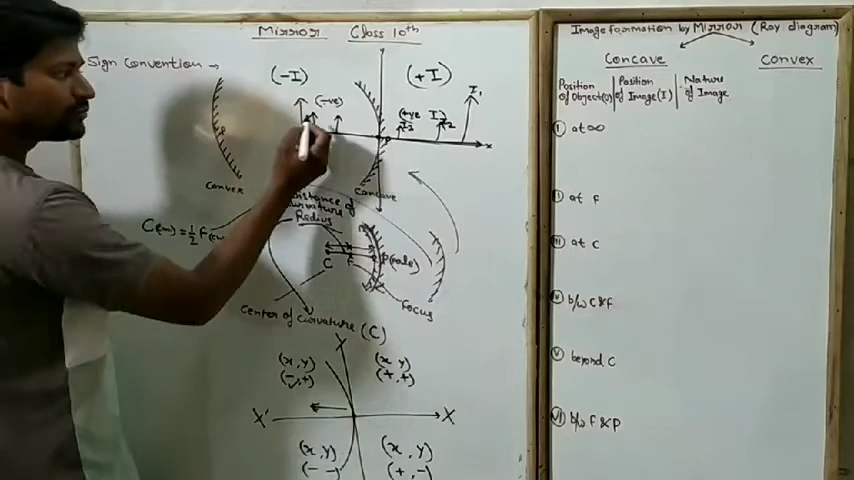 Mirror Class 10th
Sign Convention →
(-I)
(+I)
(-ve)
(+ve I)
I1
I2
I3
x
P
Convex
Concave
Distance of
Curvature
Radius
C F
P(Pole)
Focus
Center of Curvature (C)
X
(x, y)
(-, +)
(x, y)
(+, +)
X'
X
(x, y)
(- -)
(x, y)
(+, -)
Image formation by Mirror (Ray diagram)
Concave
Convex
Position of Object(u)
Position of Image (I)
Nature of Image
(I) at ∞
(II) at F
(III) at C
(IV) b/w C & F
(V) beyond C
(VI) b/w F & P